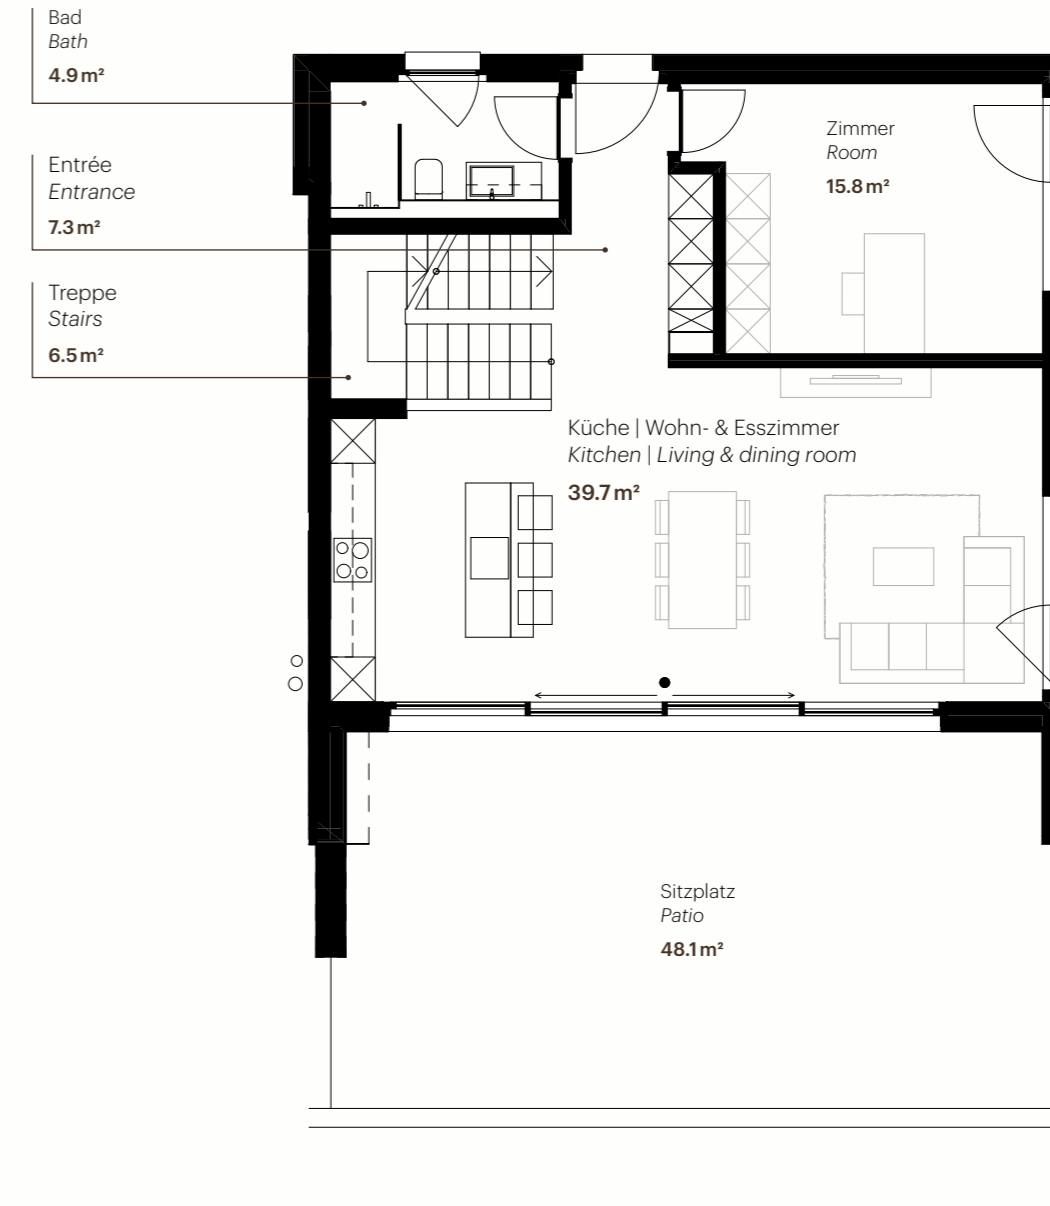 Bad
Bath
4.9 m²
Entrée
Entrance
7.3 m²
Treppe
Stairs
6.5 m²
Zimmer
Room
15.8 m²
Küche | Wohn- & Esszimmer
Kitchen | Living & dining room
39.7 m²
Sitzplatz
Patio
48.1 m²